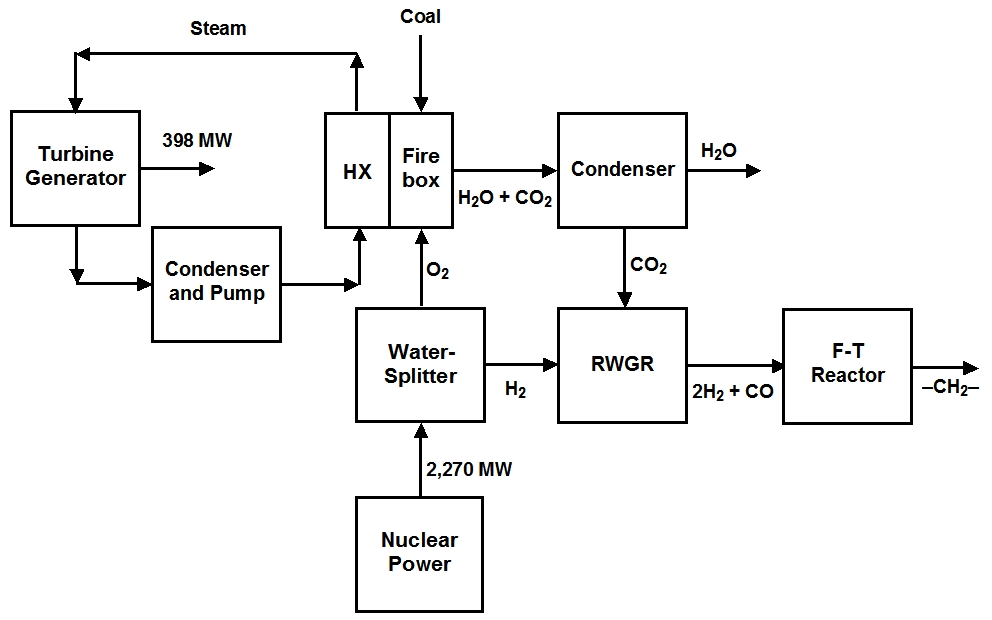 Coal
Steam
Turbine
Generator
398 MW
HX
Fire
box
H₂O + CO₂
Condenser
H₂O
Condenser
and Pump
O₂
CO₂
Water-
Splitter
H₂
RWGR
2H₂ + CO
F-T
Reactor
–CH₂–
2,270 MW
Nuclear
Power